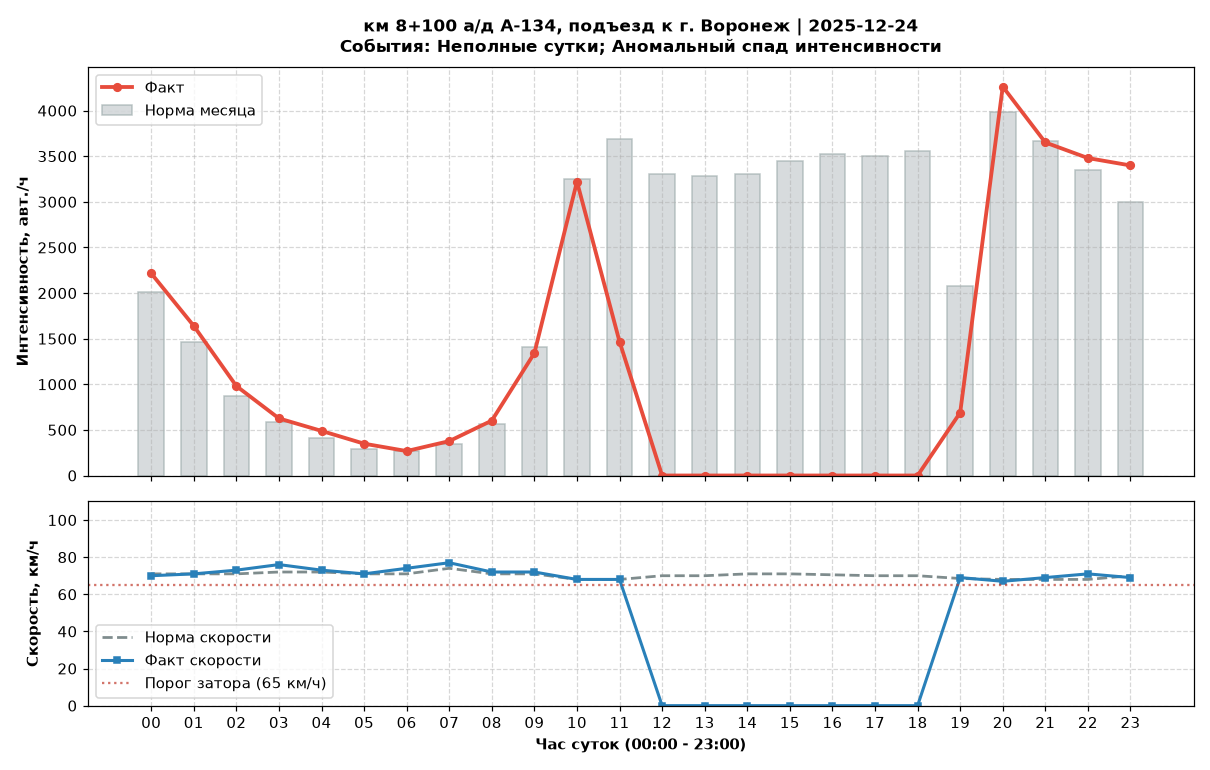 км 8+100 а/д А-134, подъезд к г. Воронеж | 2025-12-24
События: Неполные сутки; Аномальный спад интенсивности
Факт
Норма месяца
Интенсивность, авт./ч
4000
3500
3000
2500
2000
1500
1000
500
0
Скорость, км/ч
100
80
60
40
20
0
Норма скорости
Факт скорости
Порог затора (65 км/ч)
00 01 02 03 04 05 06 07 08 09 10 11 12 13 14 15 16 17 18 19 20 21 22 23
Час суток (00:00 - 23:00)